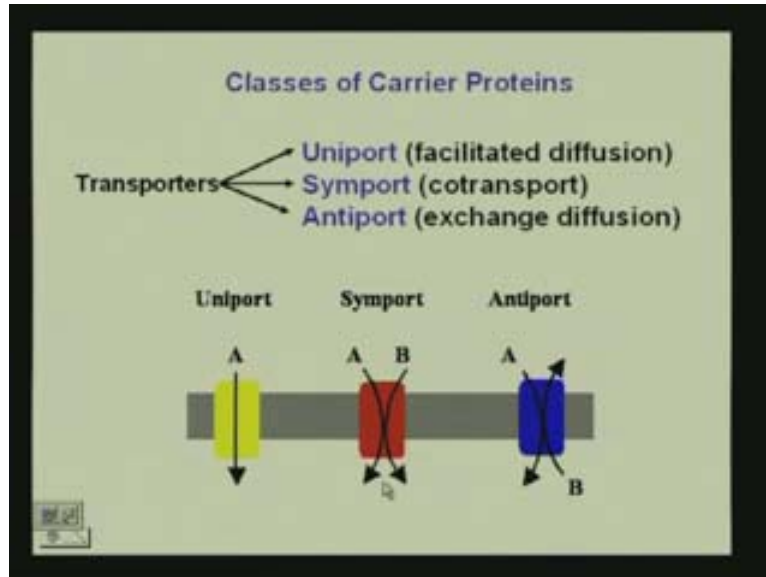 Classes of Carrier Proteins
Uniport (facilitated diffusion)
Transporters Symport (cotransport)
Antiport (exchange diffusion)
Uniport Symport Antiport
A A B A
B